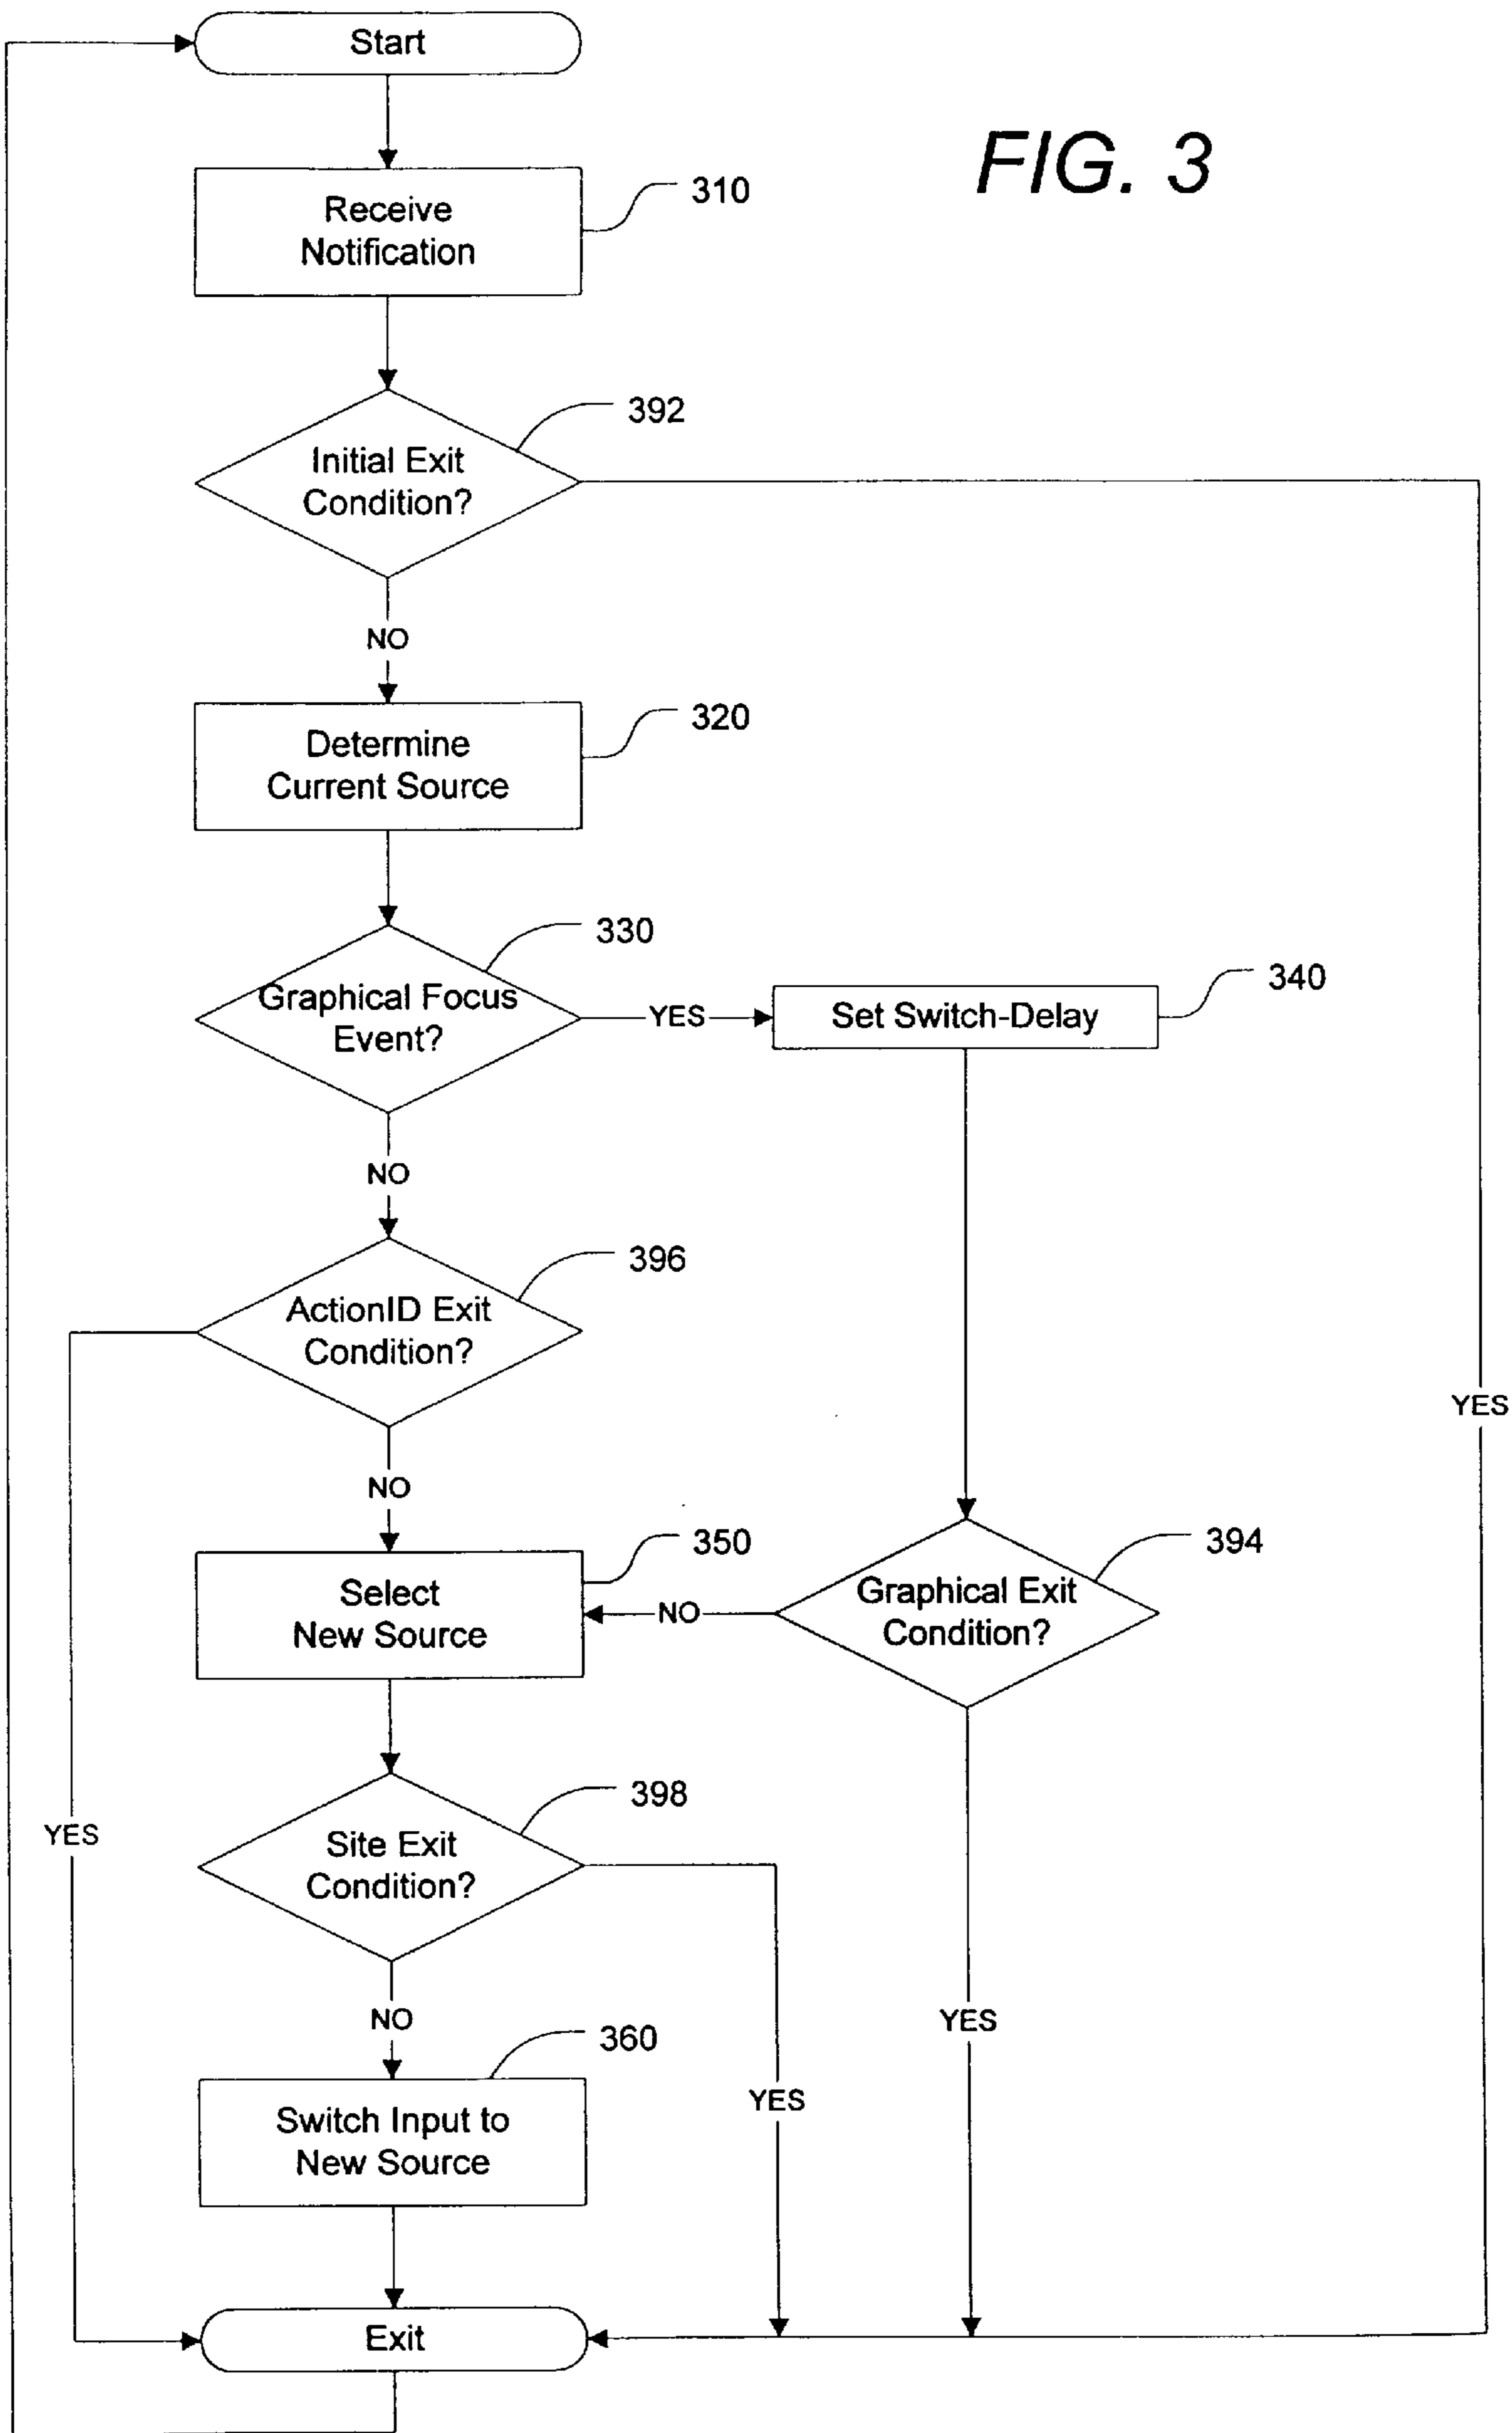 Start
FIG. 3
310
Receive
Notification
392
Initial Exit
Condition?
NO
320
Determine
Current Source
330
Graphical Focus
Event?
YES
340
Set Switch-Delay
NO
396
ActionID Exit
Condition?
YES
NO
350
Select
New Source
NO
394
Graphical Exit
Condition?
398
Site Exit
Condition?
YES
NO
YES
360
YES
Switch Input to
New Source
Exit